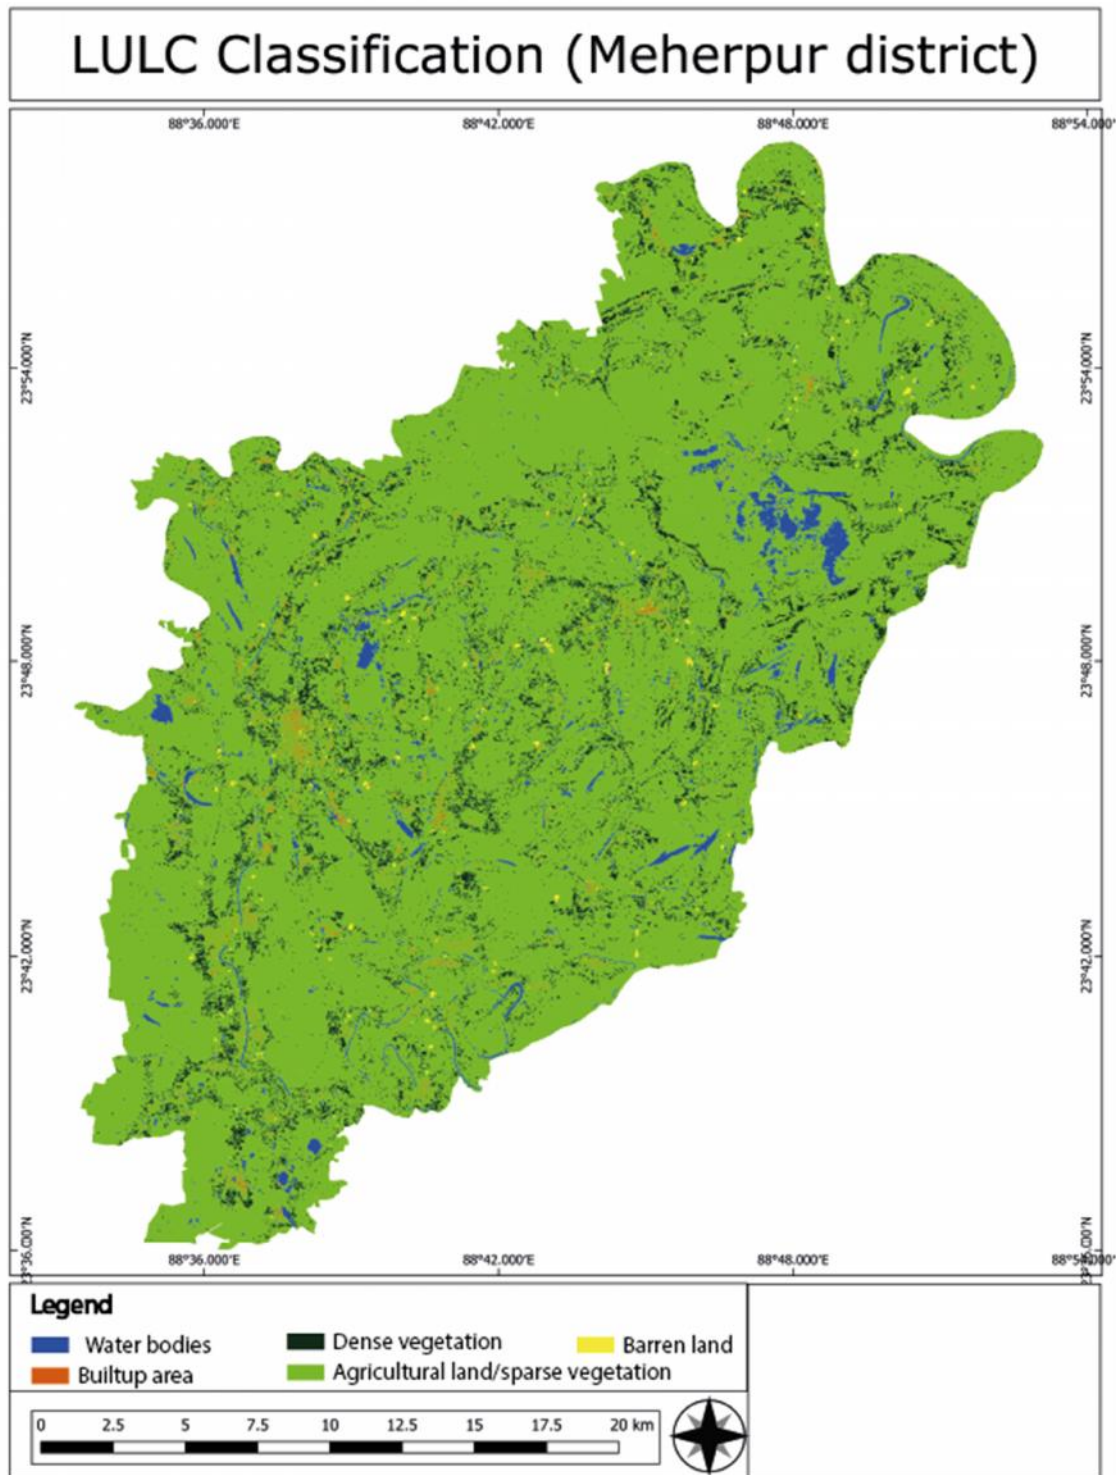 LULC Classification (Meherpur district)
88°36.000'E 88°42.000'E 88°48.000'E 88°54.000'
23°54.000'N 23°54.000'N
23°48.000'N 23°48.000'N
23°42.000'N 23°42.000'N
23°36.00'N
88°36.000'E 88°42.000'E 88°48.000'E
Legend
Water bodies Dense vegetation Barren land
Builtup area Agricultural land/sparse vegetation
0 2.5 5 7.5 10 12.5 15 17.5 20 km